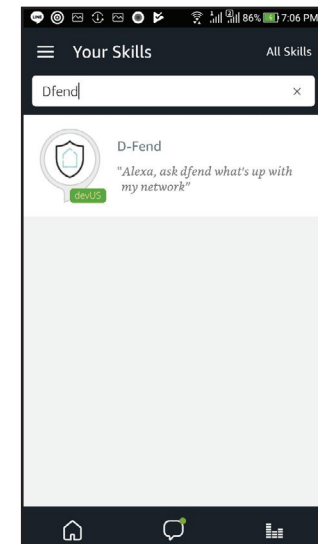 86% 7:06 PM
Your Skills
All Skills
Dfend
D-Fend
"Alexa, ask dfend what's up with
my network"
devUS